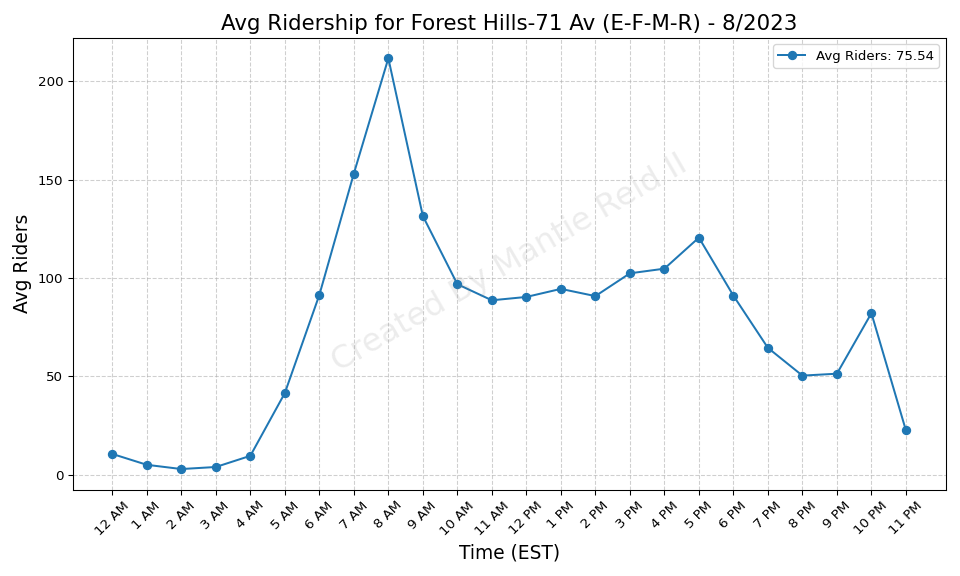 Avg Ridership for Forest Hills-71 Av (E-F-M-R) - 8/2023
Avg Riders: 75.54
Avg Riders
200
150
100
50
0
Created By Mantie Reid II
12 AM
1 AM
2 AM
3 AM
4 AM
5 AM
6 AM
7 AM
8 AM
9 AM
10 AM
11 AM
12 PM
1 PM
2 PM
3 PM
4 PM
5 PM
6 PM
7 PM
8 PM
9 PM
10 PM
11 PM
Time (EST)